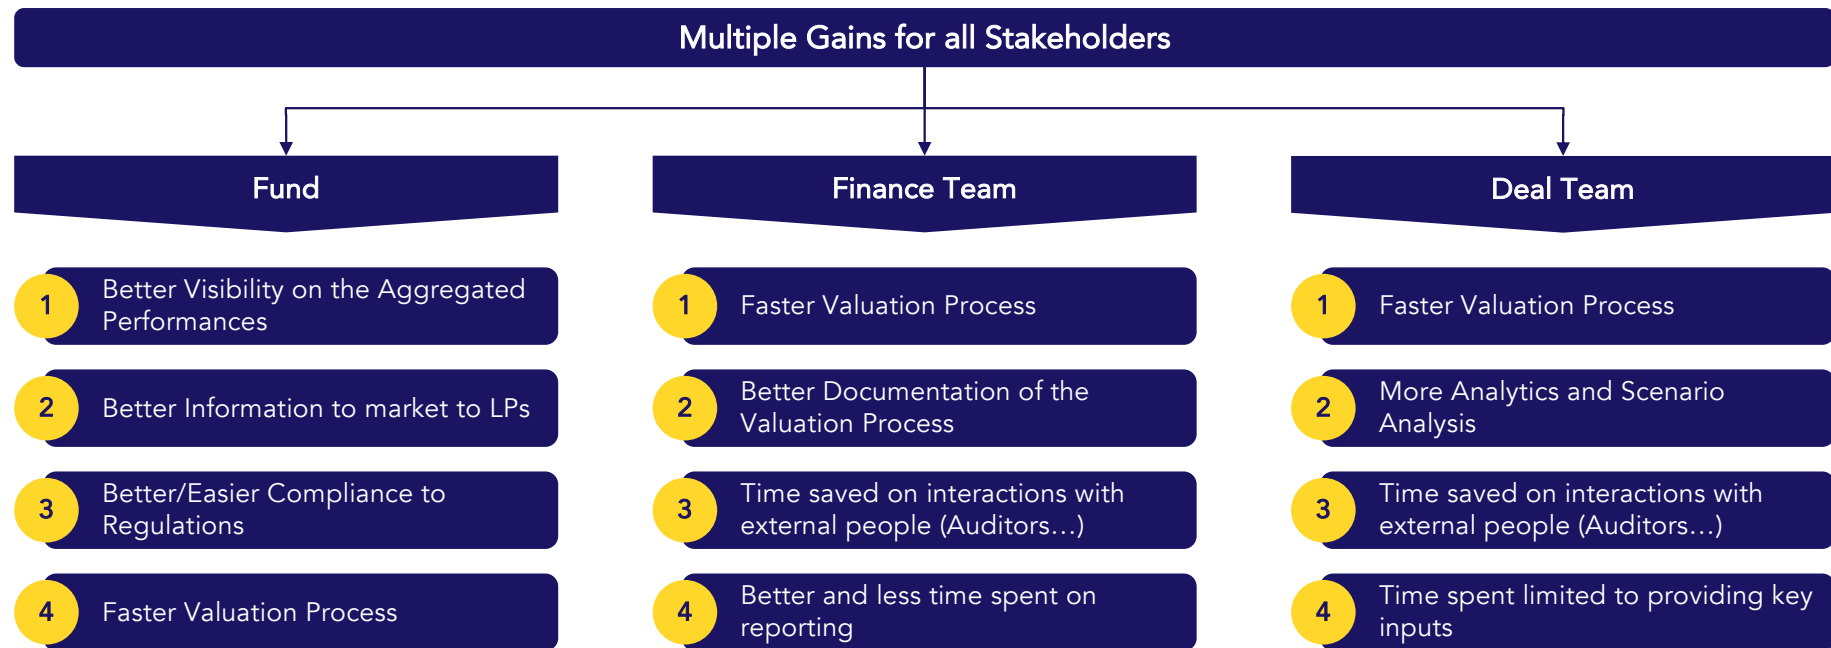 Multiple Gains for all Stakeholders
Fund
1
Better Visibility on the Aggregated
Performances
2
Better Information to market to LPs
3
Better/Easier Compliance to
Regulations
4
Faster Valuation Process
Finance Team
1
Faster Valuation Process
2
Better Documentation of the
Valuation Process
3
Time saved on interactions with
external people (Auditors...)
4
Better and less time spent on
reporting
Deal Team
1
Faster Valuation Process
2
More Analytics and Scenario
Analysis
3
Time saved on interactions with
external people (Auditors...)
4
Time spent limited to providing key
inputs